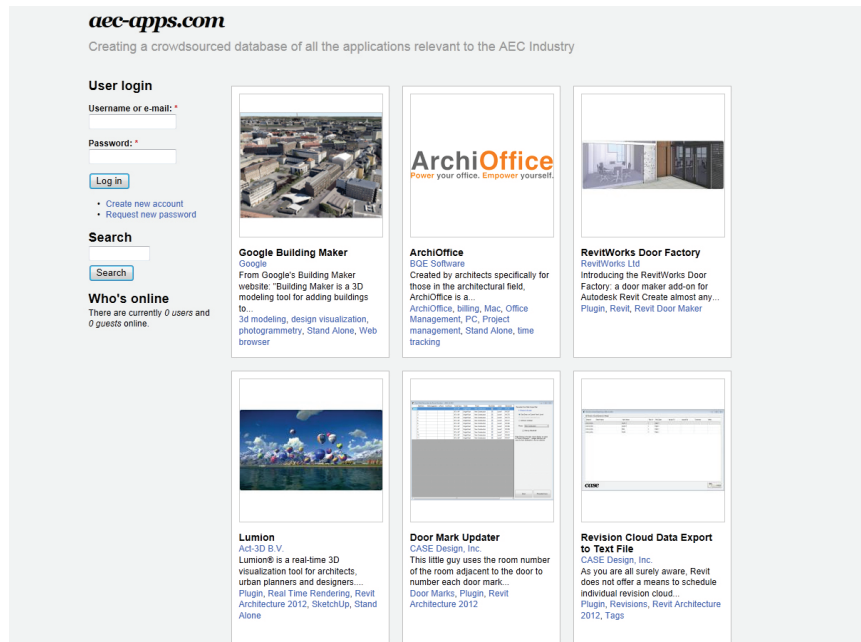 aec-apps.com
Creating a crowdsourced database of all the applications relevant to the AEC Industry
User login
Username or e-mail: *
Password: *
Log in
• Create new account
• Request new password
Search
Search
Who's online
There are currently 0 users and
0 guests online.
ArchiOffice
Power your office. Empower yourself.
Google Building Maker
Google
From Google's Building Maker
website: "Building Maker is a 3D
modeling tool for adding buildings
to...
3d modeling, design visualization,
photogrammetry, Stand Alone, Web
browser
ArchiOffice
BQE Software
Created by architects specifically for
those in the architectural field,
ArchiOffice is a...
ArchiOffice, billing, Mac, Office
Management, PC, Project
management, Stand Alone, time
tracking
RevitWorks Door Factory
RevitWorks Ltd
Introducing the RevitWorks Door
Factory: a door maker add-on for
Autodesk Revit Create almost any...
Plugin, Revit, Revit Door Maker
case
Lumion
Act-3D B.V.
Lumion® is a real-time 3D
visualization tool for architects,
urban planners and designers....
Plugin, Real Time Rendering, Revit
Architecture 2012, SketchUp, Stand
Alone
Door Mark Updater
CASE Design, Inc.
This little guy uses the room number
of the room adjacent to the door to
number each door mark...
Door Marks, Plugin, Revit
Architecture 2012
Revision Cloud Data Export
to Text File
CASE Design, Inc.
As you are all surely aware, Revit
does not offer a means to schedule
individual revision cloud...
Plugin, Revisions, Revit Architecture
2012, Tags